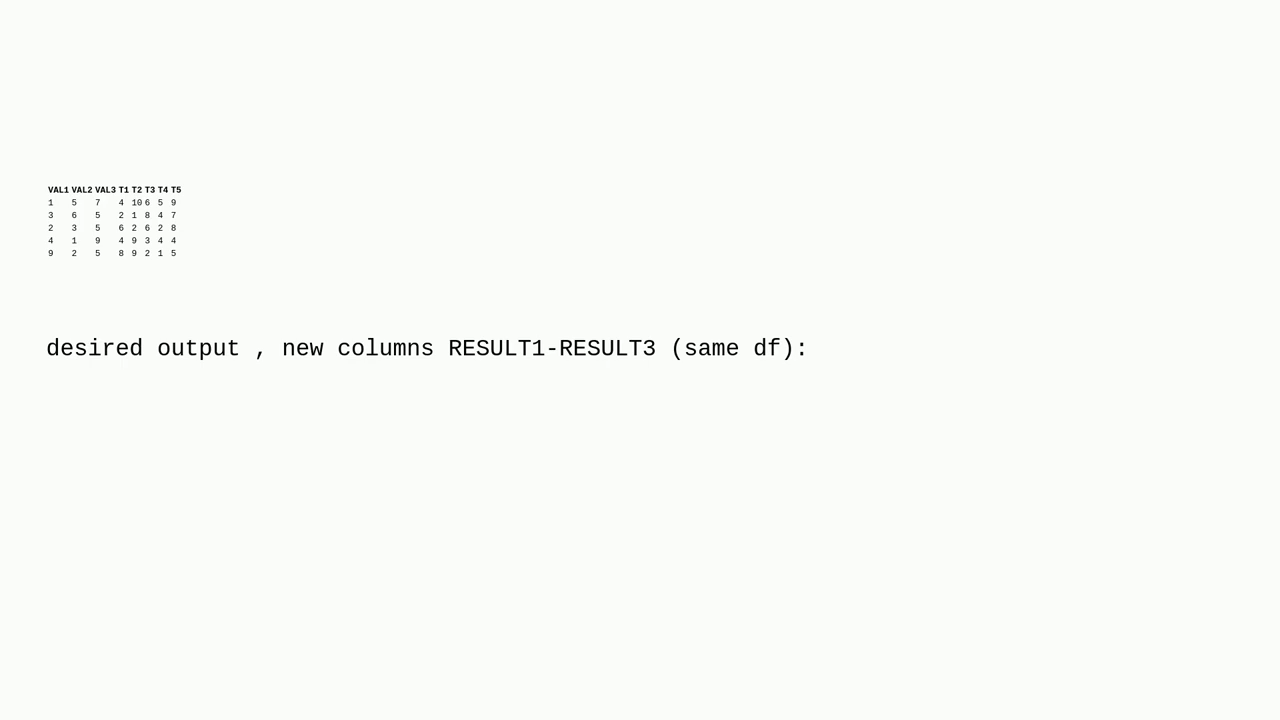 VAL1 VAL2 VAL3 T1 T2 T3 T4 T5
1 5 7 4 10 6 5 9
3 6 5 2 1 8 4 7
2 3 5 6 2 6 2 8
4 1 9 4 9 3 4 4
9 2 5 8 9 2 1 5
desired output , new columns RESULT1-RESULT3 (same df):